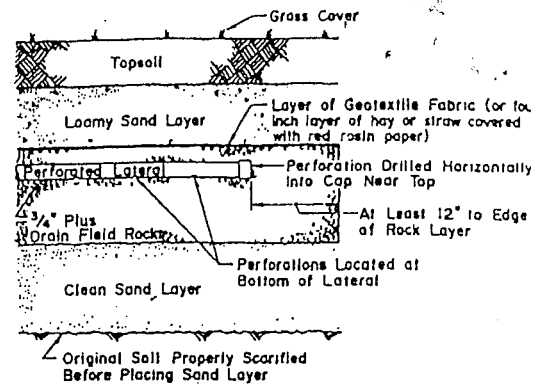 Grass Cover
Topsoil
Loamy Sand Layer
Layer of Geotextile Fabric (or fou
inch layer of hay or straw covered
with red rosin paper)
Perforated Lateral
Perforation Drilled Horizontally
Into Cap Near Top
3/4" Plus
Drain Field Rock
At Least 12" to Edge
of Rock Layer
Perforations Located at
Bottom of Lateral
Clean Sand Layer
Original Soil Properly Scarified
Before Placing Sand Layer